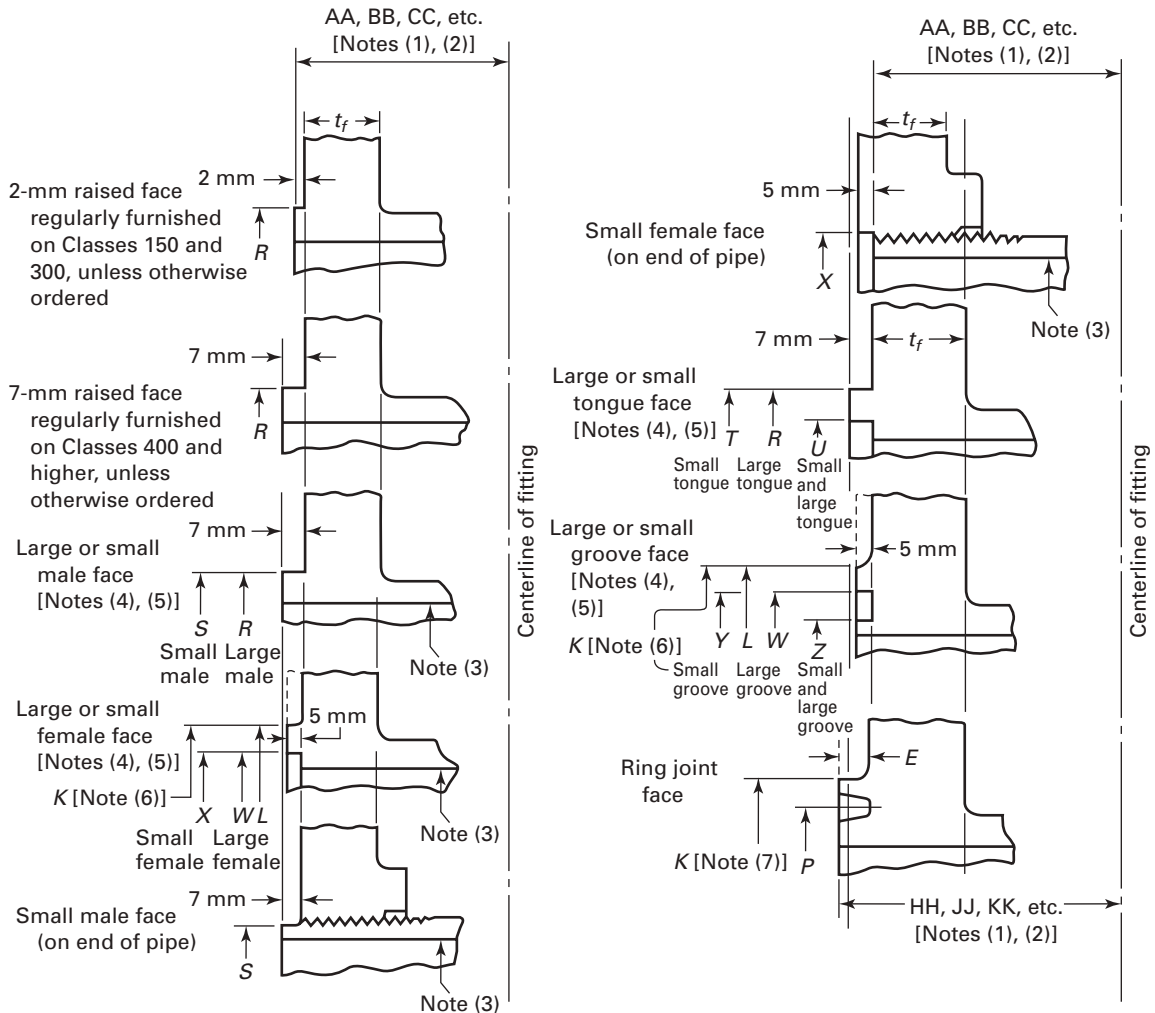 AA, BB, CC, etc.
[Notes (1), (2)]
t_f
2 mm
2-mm raised face
regularly furnished
on Classes 150 and
300, unless otherwise
ordered
R
7 mm
7-mm raised face
regularly furnished
on Classes 400 and
higher, unless
otherwise ordered
R
7 mm
Large or small
male face
[Notes (4), (5)]
S R
Small Large
male male
Note (3)
Large or small
female face
[Notes (4), (5)]
5 mm
K [Note (6)]
X W L
Small Large
female female
Note (3)
7 mm
Small male face
(on end of pipe)
S
Note (3)
Centerline of fitting
AA, BB, CC, etc.
[Notes (1), (2)]
t_f
5 mm
Small female face
(on end of pipe)
X
Note (3)
7 mm
t_f
Large or small
tongue face
[Notes (4), (5)]
T R U
Small Large Small
tongue tongue and
large
tongue
Large or small
groove face
[Notes (4),
(5)]
5 mm
K [Note (6)]
Y L W Z
Small Large Small
groove groove and
large
groove
Ring joint
face
E
K [Note (7)]
P
HH, JJ, KK, etc.
[Notes (1), (2)]
Centerline of fitting